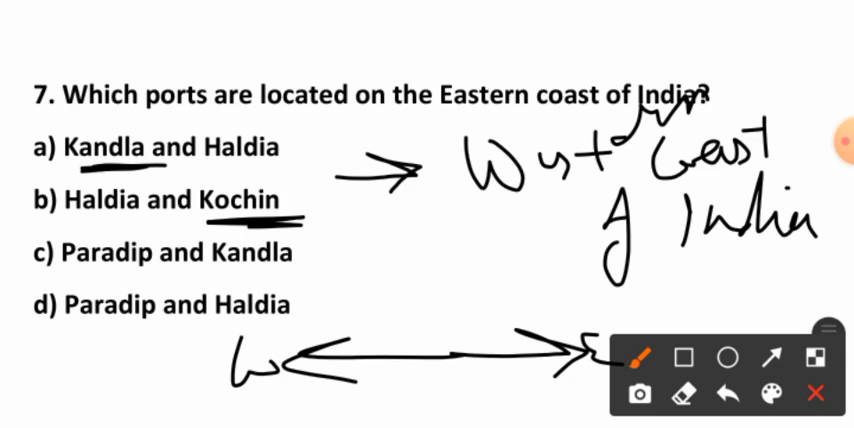 7. Which ports are located on the Eastern coast of India?
a) Kandla and Haldia
b) Haldia and Kochin
c) Paradip and Kandla
d) Paradip and Haldia
Western Coast
of India
W E